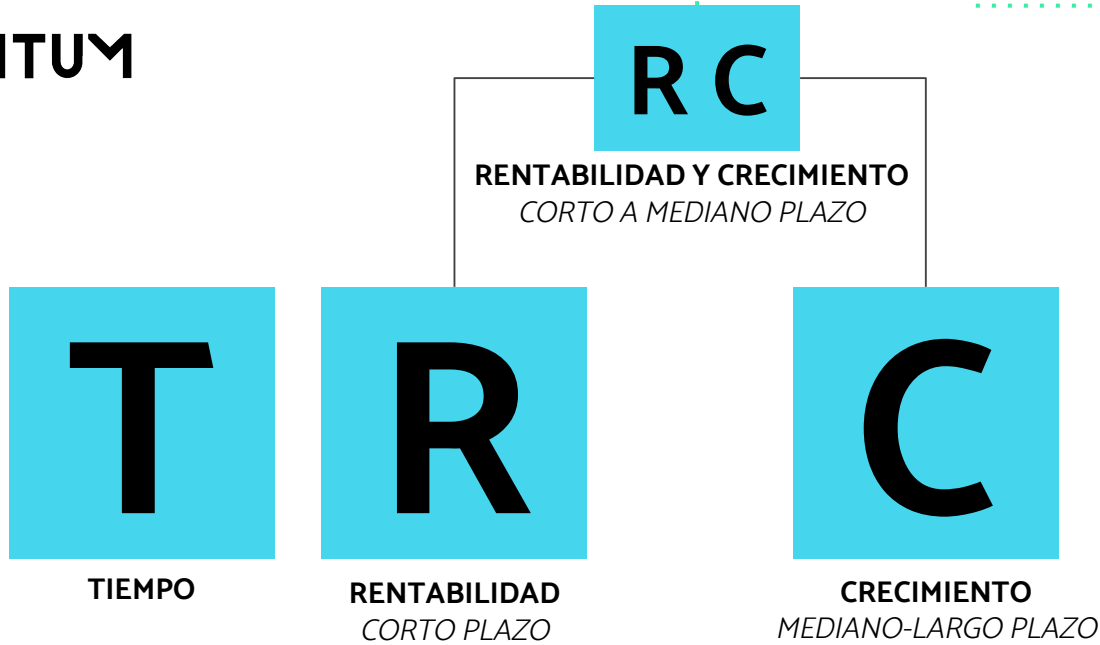 ITUM
R C
RENTABILIDAD Y CRECIMIENTO
CORTO A MEDIANO PLAZO
T
R
C
TIEMPO
RENTABILIDAD
CORTO PLAZO
CRECIMIENTO
MEDIANO-LARGO PLAZO